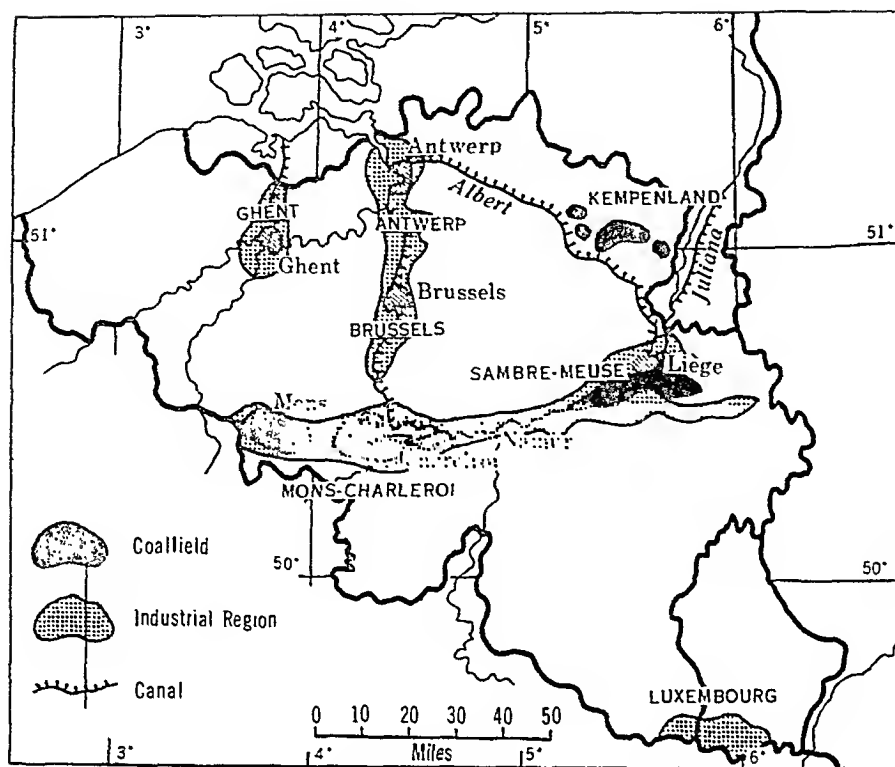 3° 4° 5° 6°
Antwerp
Albert
KEMPENLAND
GHENT
51°
ANTWERP
51°
Juliana
Ghent
Brussels
BRUSSELS
SAMBRE-MEUSE
Liège
Mons
Namur
MONS-CHARLEROI
Coalfield
50°
50°
Industrial Region
Canal
LUXEMBOURG
0 10 20 30 40 50
Miles
3° 4° 5° 6°